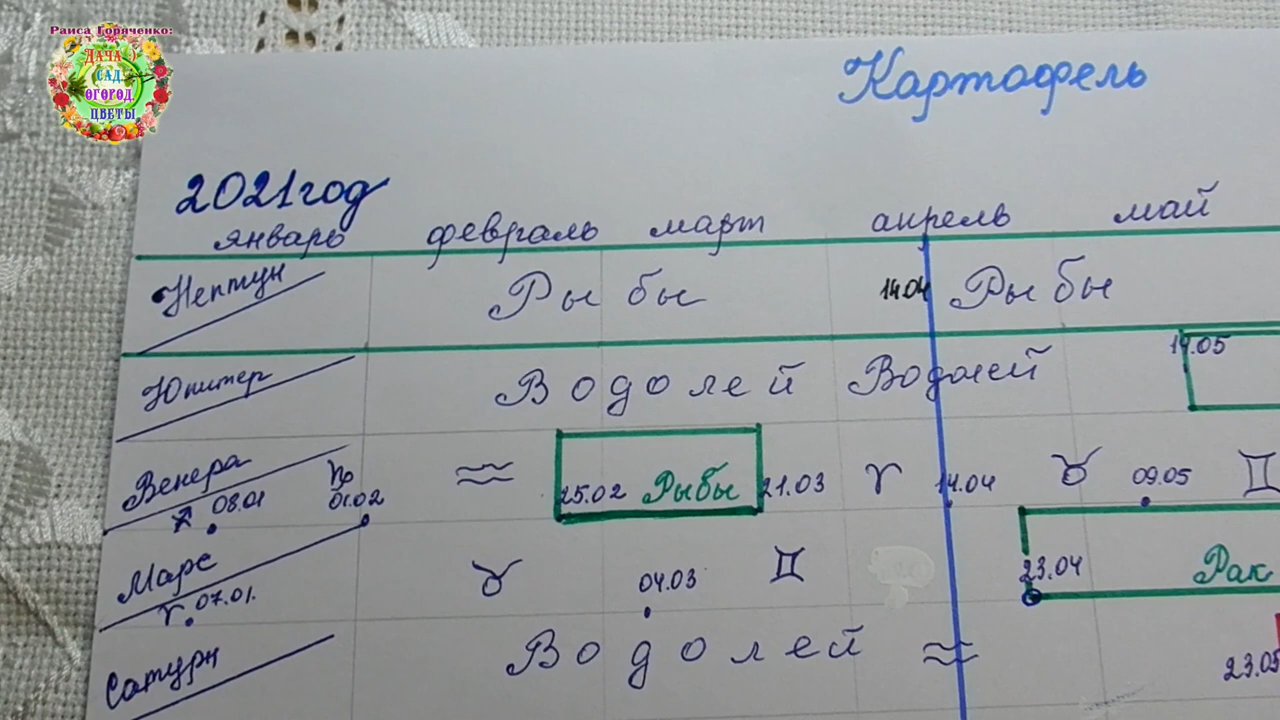 Раиса Горяченко:
Дача :)
САД,
ОГОРОД,
ЦВЕТЫ
Картофель
2021 год
январь февраль март апрель май
Нептун Рыбы 14.04 Рыбы
Юпитер Водолей Водолей 14.05
Венера ♐ 08.01 ♑ 01.02 ♒ 25.02 Рыбы 21.03 ♈ 14.04 ♉ 09.05 ♊
Марс ♈ 07.01. ♉ 04.03 ♊ 23.04 Рак
Сатурн Водолей ♒ 23.05